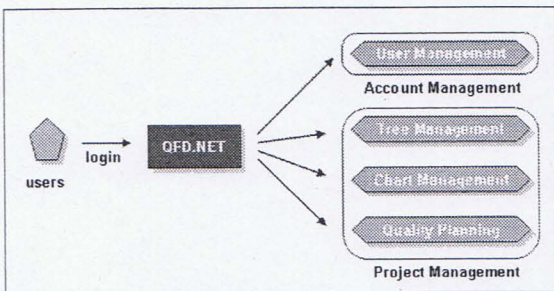 User Management
Account Management
users
login
QFD.NET
Tree Management
Chart Management
Quality Planning
Project Management